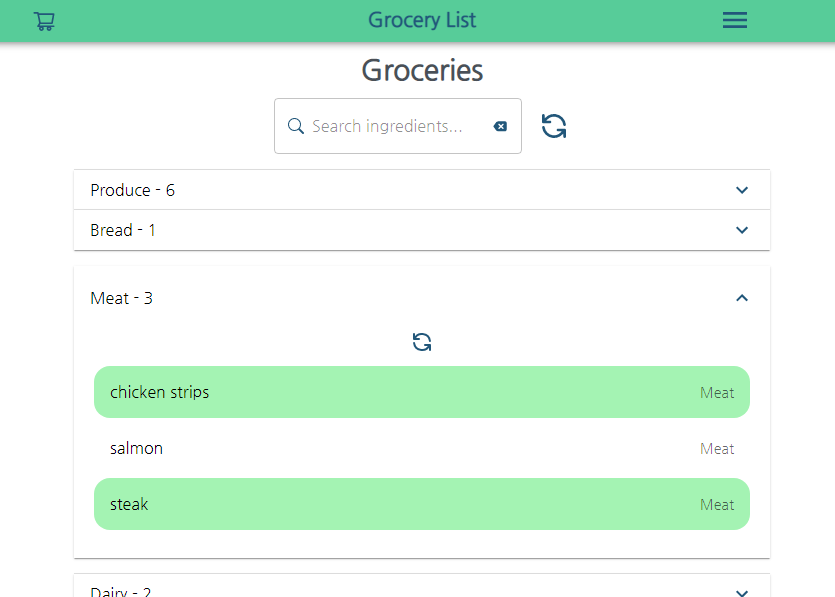 Grocery List
Groceries
Search ingredients...
Produce - 6
Bread - 1
Meat - 3
chicken strips Meat
salmon Meat
steak Meat
Dairy - 2